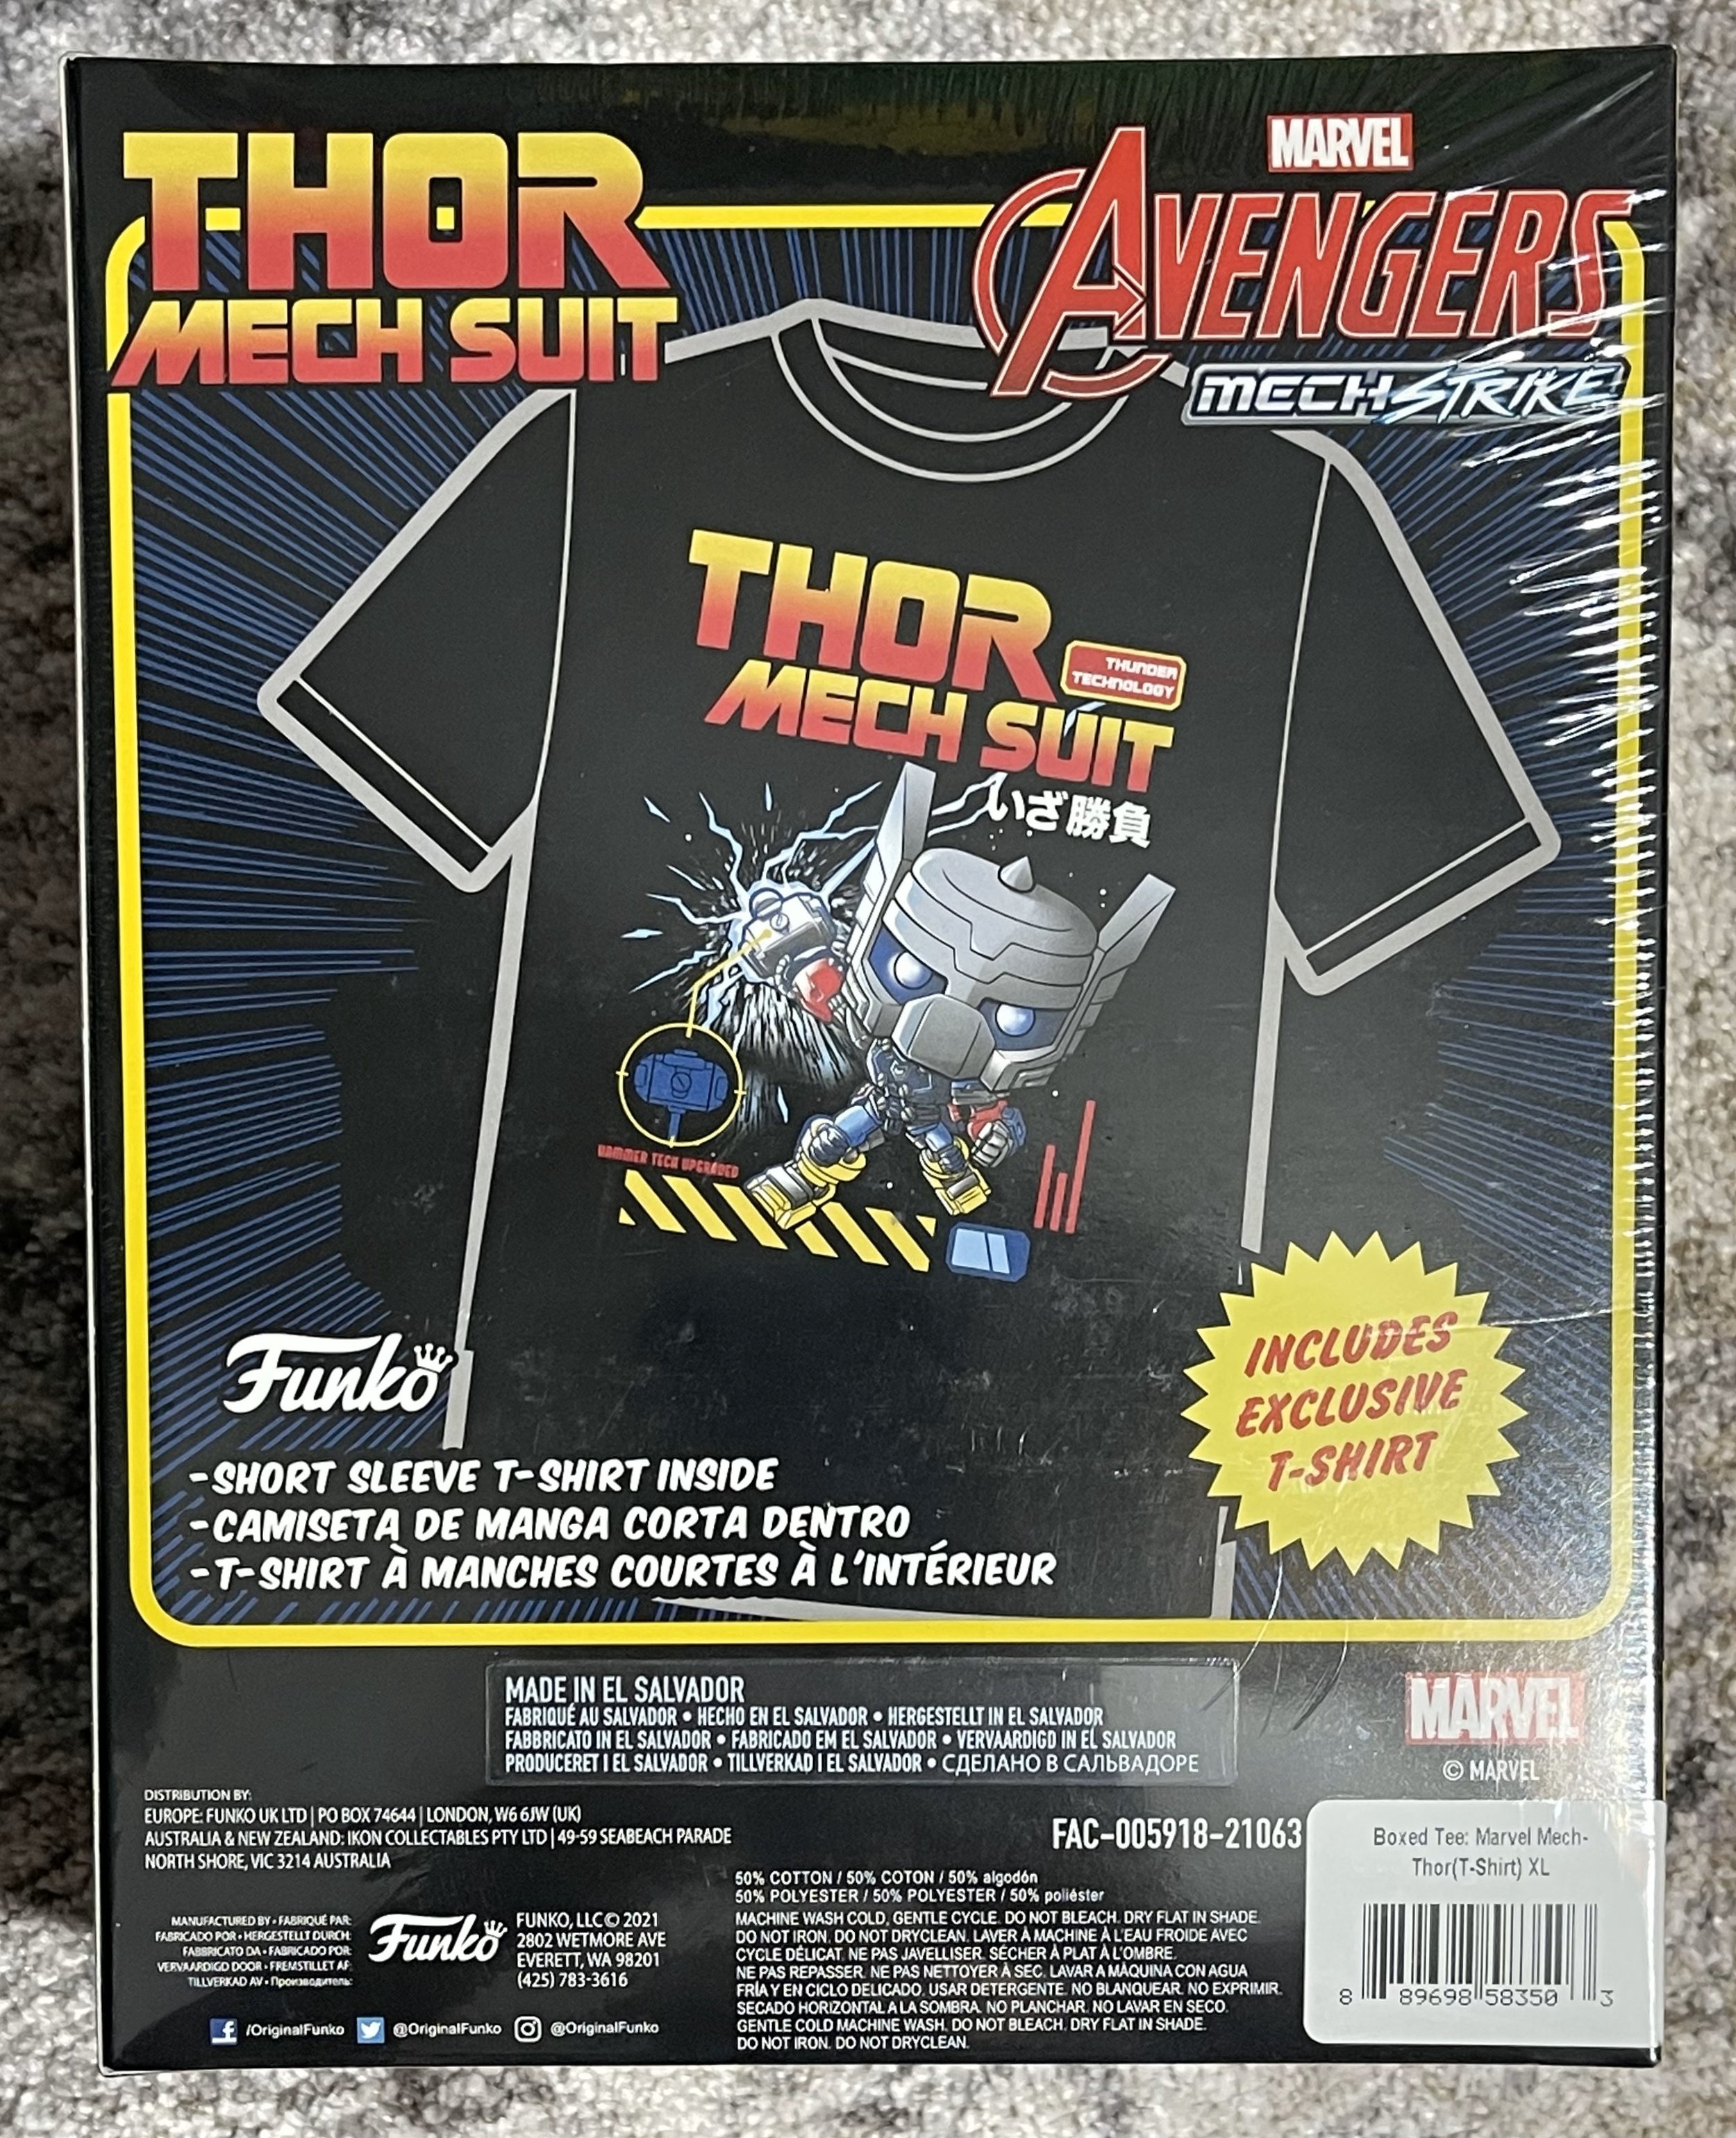 THOR
MECH SUIT
MARVEL
AVENGERS
MECH STRIKE
THOR
THUNDER
TECHNOLOGY
MECH SUIT
いざ勝負
HAMMER TECH UPGRADED
Funko
INCLUDES
EXCLUSIVE
T-SHIRT
-SHORT SLEEVE T-SHIRT INSIDE
-CAMISETA DE MANGA CORTA DENTRO
-T-SHIRT À MANCHES COURTES À L'INTÉRIEUR
MADE IN EL SALVADOR
FABRIQUÉ AU SALVADOR • HECHO EN EL SALVADOR • HERGESTELLT IN EL SALVADOR
FABBRICATO IN EL SALVADOR • FABRICADO EM EL SALVADOR • VERVAARDIGD IN EL SALVADOR
PRODUCERET I EL SALVADOR • TILLVERKAD I EL SALVADOR • СДЕЛАНО В САЛЬВАДОРЕ
MARVEL
© MARVEL
DISTRIBUTION BY:
EUROPE: FUNKO UK LTD | PO BOX 74644 | LONDON, W6 6JW (UK)
AUSTRALIA & NEW ZEALAND: IKON COLLECTABLES PTY LTD | 49-59 SEABEACH PARADE
NORTH SHORE, VIC 3214 AUSTRALIA
FAC-005918-21063
Boxed Tee: Marvel Mech-
Thor(T-Shirt) XL
8 89698 58350 3
MANUFACTURED BY • FABRIQUÉ PAR:
FABRICADO POR • HERGESTELLT DURCH:
FABBRICATO DA • FABRICADO POR:
VERVAARDIGD DOOR • FREMSTILLET AF:
TILLVERKAD AV • Производитель:
Funko
FUNKO, LLC © 2021
2802 WETMORE AVE
EVERETT, WA 98201
(425) 783-3616
/OriginalFunko @OriginalFunko @OriginalFunko
50% COTTON / 50% COTON / 50% algodón
50% POLYESTER / 50% POLYESTER / 50% poliéster
MACHINE WASH COLD, GENTLE CYCLE. DO NOT BLEACH. DRY FLAT IN SHADE.
DO NOT IRON. DO NOT DRYCLEAN. LAVER À MACHINE À L'EAU FROIDE AVEC
CYCLE DÉLICAT. NE PAS JAVELLISER. SÉCHER À PLAT À L'OMBRE.
NE PAS REPASSER. NE PAS NETTOYER À SEC. LAVAR A MÁQUINA CON AGUA
FRÍA Y EN CICLO DELICADO. USAR DETERGENTE. NO BLANQUEAR. NO EXPRIMIR.
SECADO HORIZONTAL A LA SOMBRA. NO PLANCHAR. NO LAVAR EN SECO.
GENTLE COLD MACHINE WASH. DO NOT BLEACH. DRY FLAT IN SHADE.
DO NOT IRON. DO NOT DRYCLEAN.